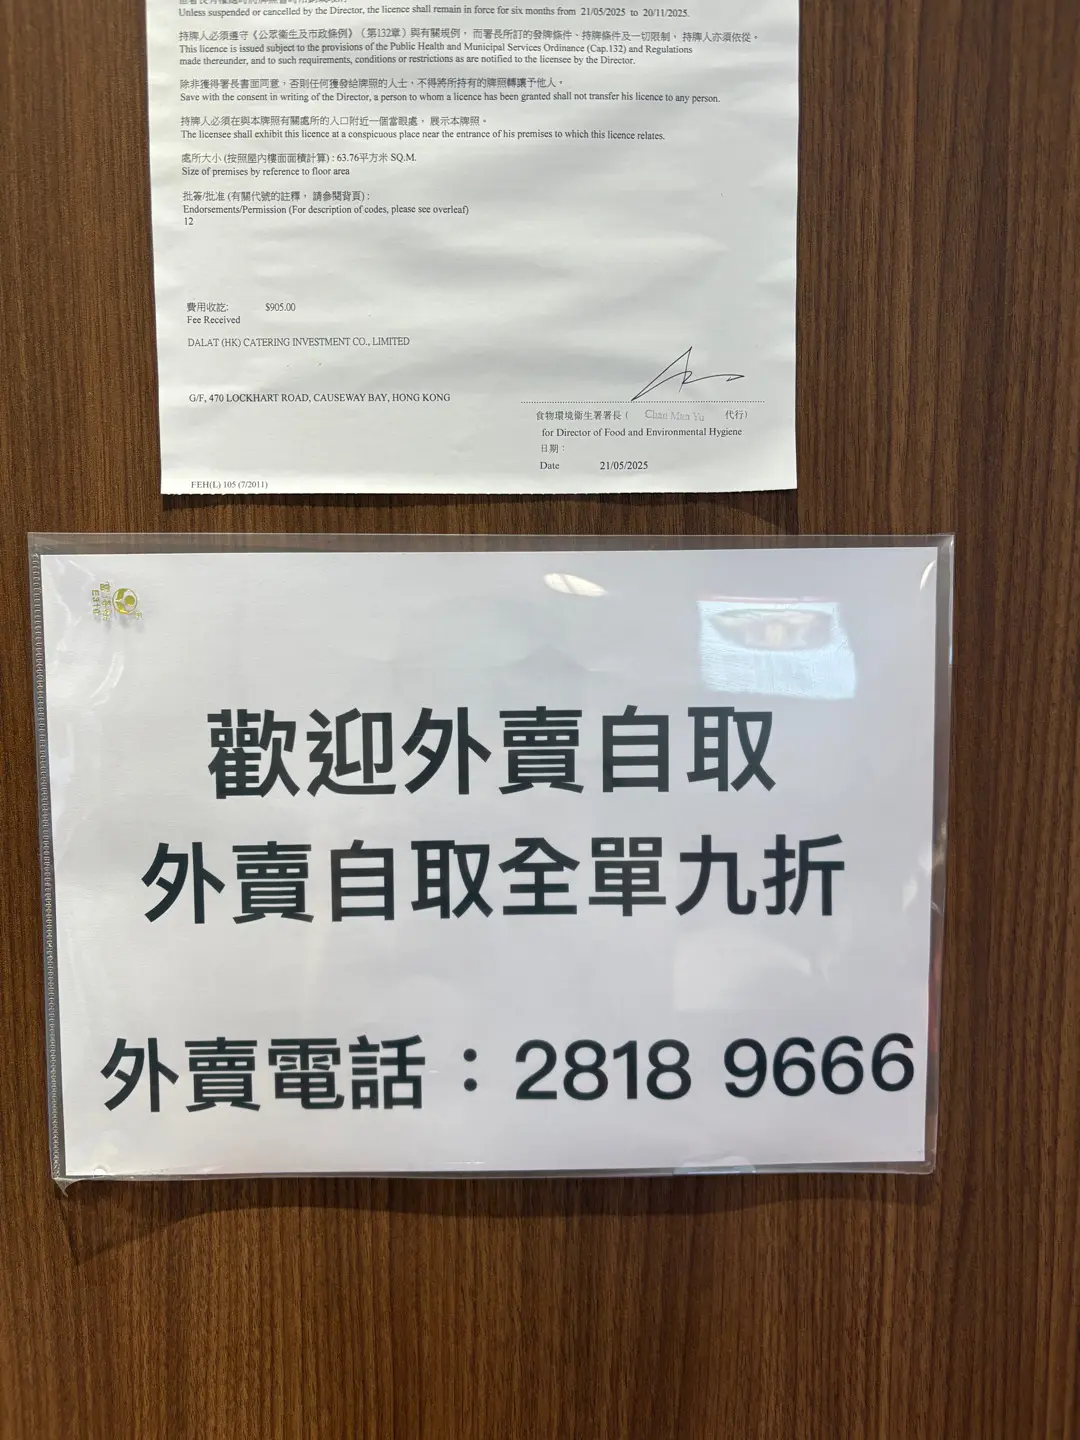 Unless suspended or cancelled by the Director, the licence shall remain in force for six months from 21/05/2025 to 20/11/2025.
持牌人必須遵守《公眾衞生及市政條例》(第132章)與有關規例，而署長所訂的發牌條件、持牌條件及一切限制，持牌人亦須依從。
This licence is issued subject to the provisions of the Public Health and Municipal Services Ordinance (Cap.132) and Regulations
made thereunder, and to such requirements, conditions or restrictions as are notified to the licensee by the Director.
除非獲得署長書面同意，否則任何獲發給牌照的人士，不得將所持有的牌照轉讓予他人。
Save with the consent in writing of the Director, a person to whom a licence has been granted shall not transfer his licence to any person.
持牌人必須在與本牌照有關處所的入口附近一個當眼處，展示本牌照。
The licensee shall exhibit this licence at a conspicuous place near the entrance of his premises to which this licence relates.
處所大小 (按照屋內樓面面積計算) : 63.76平方米 SQ.M.
Size of premises by reference to floor area
批簽/批准 (有關代號的註釋，請參閱背頁) :
Endorsements/Permission (For description of codes, please see overleaf)
12
費用收訖: $905.00
Fee Received
DALAT (HK) CATERING INVESTMENT CO., LIMITED
G/F, 470 LOCKHART ROAD, CAUSEWAY BAY, HONG KONG
食物環境衞生署署長 ( Chan Man Yu 代行)
for Director of Food and Environmental Hygiene
日期 :
Date 21/05/2025
FEH(L) 105 (7/2011)
歡迎外賣自取
外賣自取全單九折
外賣電話：2818 9666